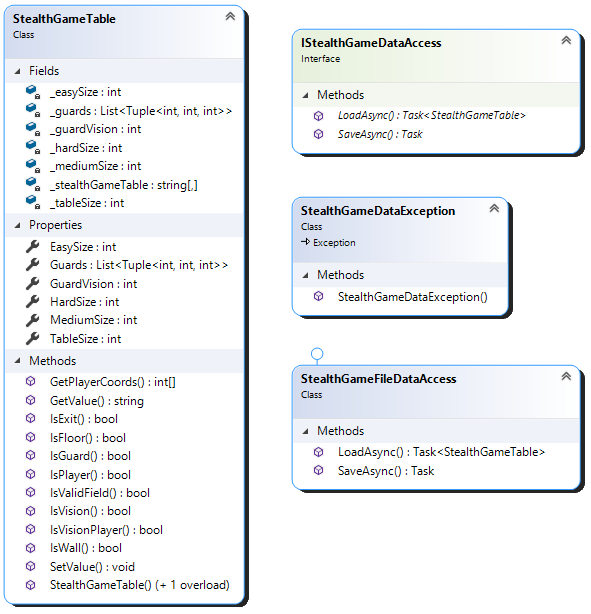 StealthGameTable
Class
Fields
_easySize : int
_guards : List<Tuple<int, int, int>>
_guardVision : int
_hardSize : int
_mediumSize : int
_stealthGameTable : string[,]
_tableSize : int
Properties
EasySize : int
Guards : List<Tuple<int, int, int>>
GuardVision : int
HardSize : int
MediumSize : int
TableSize : int
Methods
GetPlayerCoords() : int[]
GetValue() : string
IsExit() : bool
IsFloor() : bool
IsGuard() : bool
IsPlayer() : bool
IsValidField() : bool
IsVision() : bool
IsVisionPlayer() : bool
IsWall() : bool
SetValue() : void
StealthGameTable() (+ 1 overload)
IStealthGameDataAccess
Interface
Methods
LoadAsync() : Task<StealthGameTable>
SaveAsync() : Task
StealthGameDataException
Class
Exception
Methods
StealthGameDataException()
StealthGameFileDataAccess
Class
Methods
LoadAsync() : Task<StealthGameTable>
SaveAsync() : Task